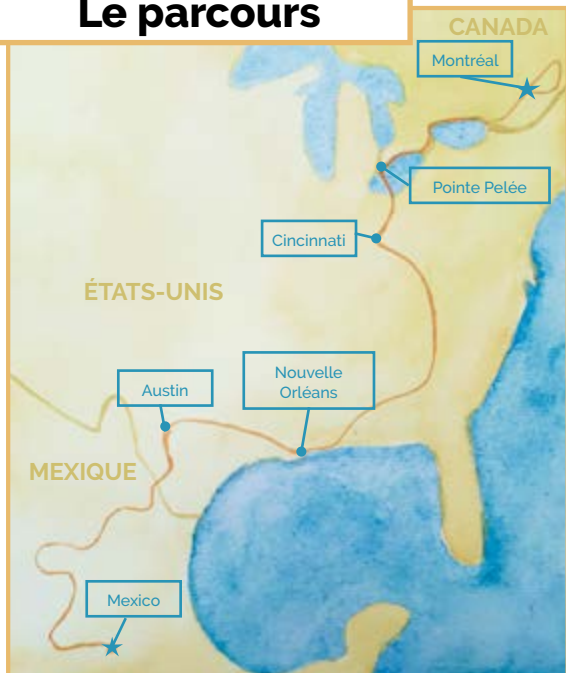 Le parcours
CANADA
Montréal
Pointe Pelée
Cincinnati
ÉTATS-UNIS
Nouvelle
Orléans
Austin
MEXIQUE
Mexico